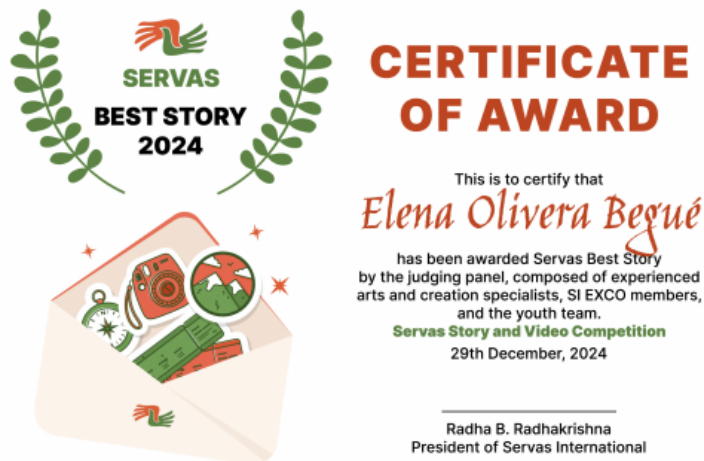 SERVAS
BEST STORY
2024
CERTIFICATE
OF AWARD
This is to certify that
Elena Olivera Begué
has been awarded Servas Best Story
by the judging panel, composed of experienced
arts and creation specialists, SI EXCO members,
and the youth team.
Servas Story and Video Competition
29th December, 2024
Radha B. Radhakrishna
President of Servas International